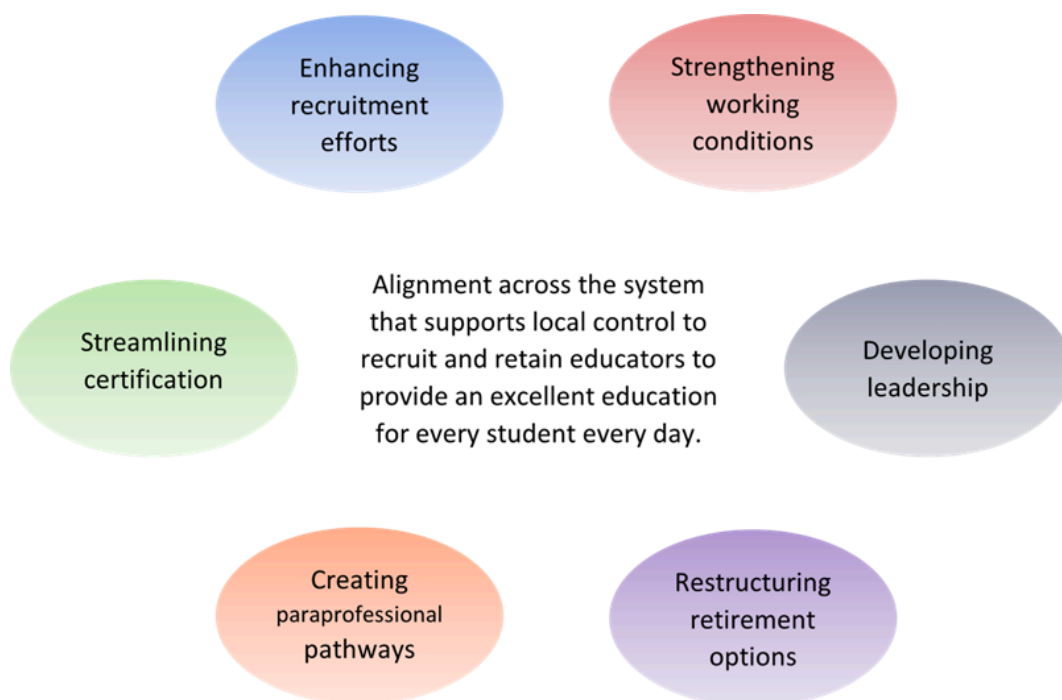 Enhancing
recruitment
efforts
Strengthening
working
conditions
Streamlining
certification
Alignment across the system
that supports local control to
recruit and retain educators to
provide an excellent education
for every student every day.
Developing
leadership
Creating
paraprofessional
pathways
Restructuring
retirement
options